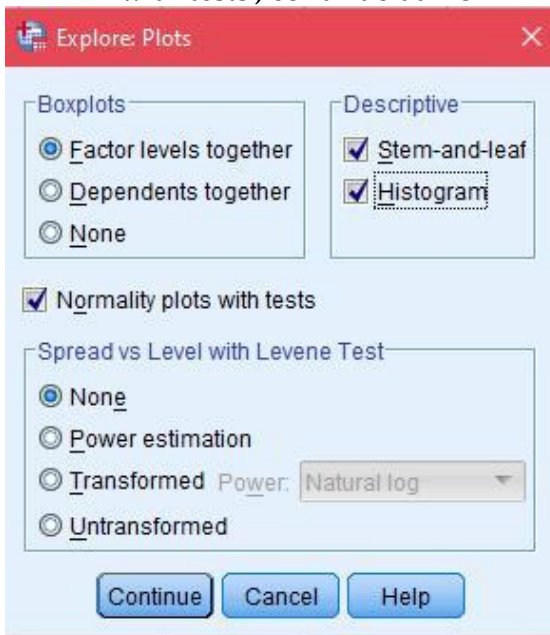 Explore: Plots
Boxplots
Factor levels together
Dependents together
None
Descriptive
Stem-and-leaf
Histogram
Normality plots with tests
Spread vs Level with Levene Test
None
Power estimation
Transformed Power: Natural log
Untransformed
Continue Cancel Help